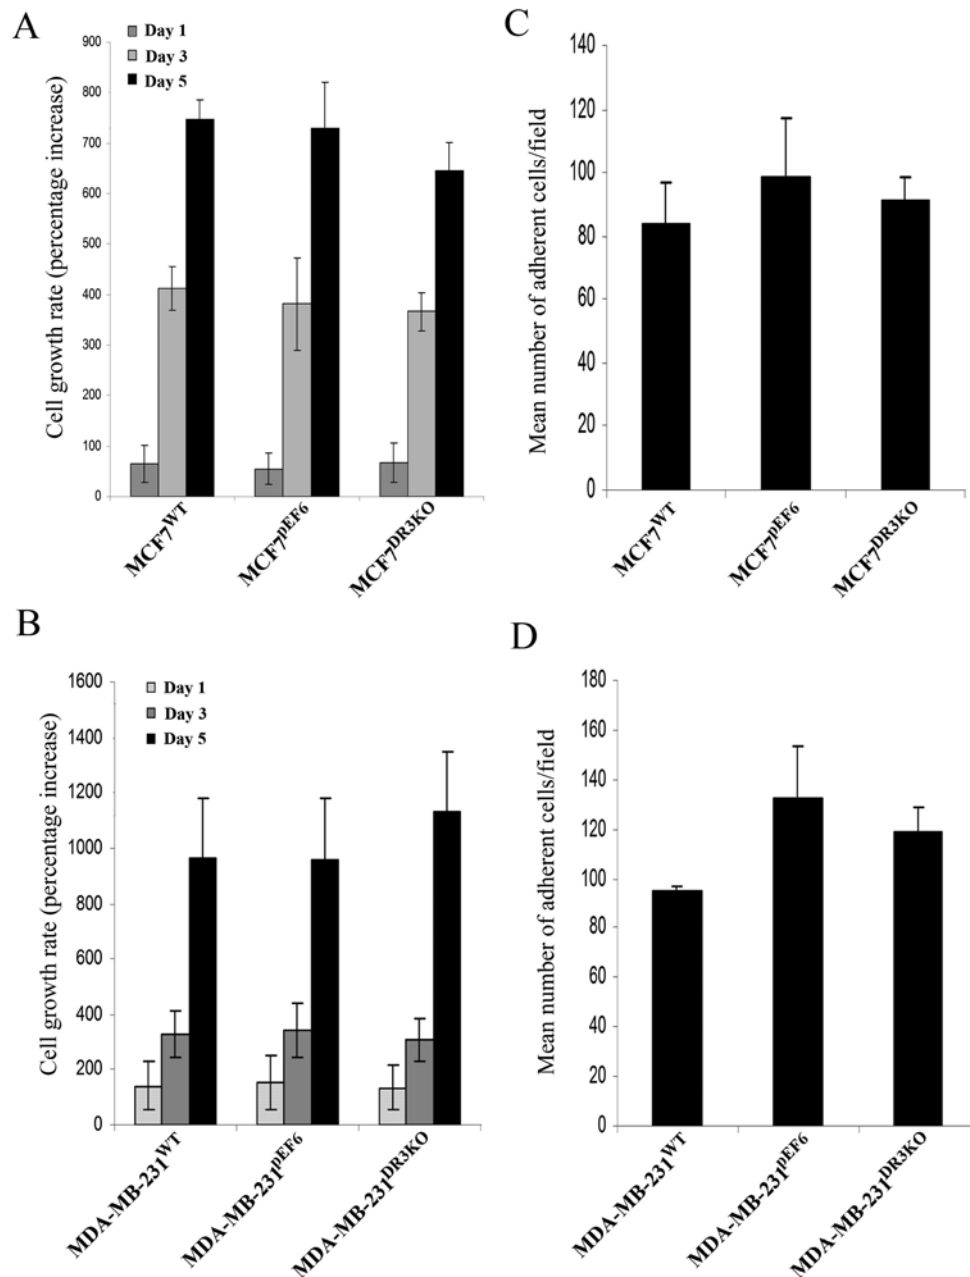 A
Day 1
Day 3
Day 5
900
800
700
600
500
400
300
200
100
0
Cell growth rate (percentage increase)
MCF7WT
MCF7pEF6
MCF7DR3KO
C
140
120
100
80
60
40
20
0
Mean number of adherent cells/field
MCF7WT
MCF7pEF6
MCF7DR3KO
B
Day 1
Day 3
Day 5
1600
1400
1200
1000
800
600
400
200
0
Cell growth rate (percentage increase)
MDA-MB-231WT
MDA-MB-231pEF6
MDA-MB-231DR3KO
D
180
160
140
120
100
80
60
40
20
0
Mean number of adherent cells/field
MDA-MB-231WT
MDA-MB-231pEF6
MDA-MB-231DR3KO